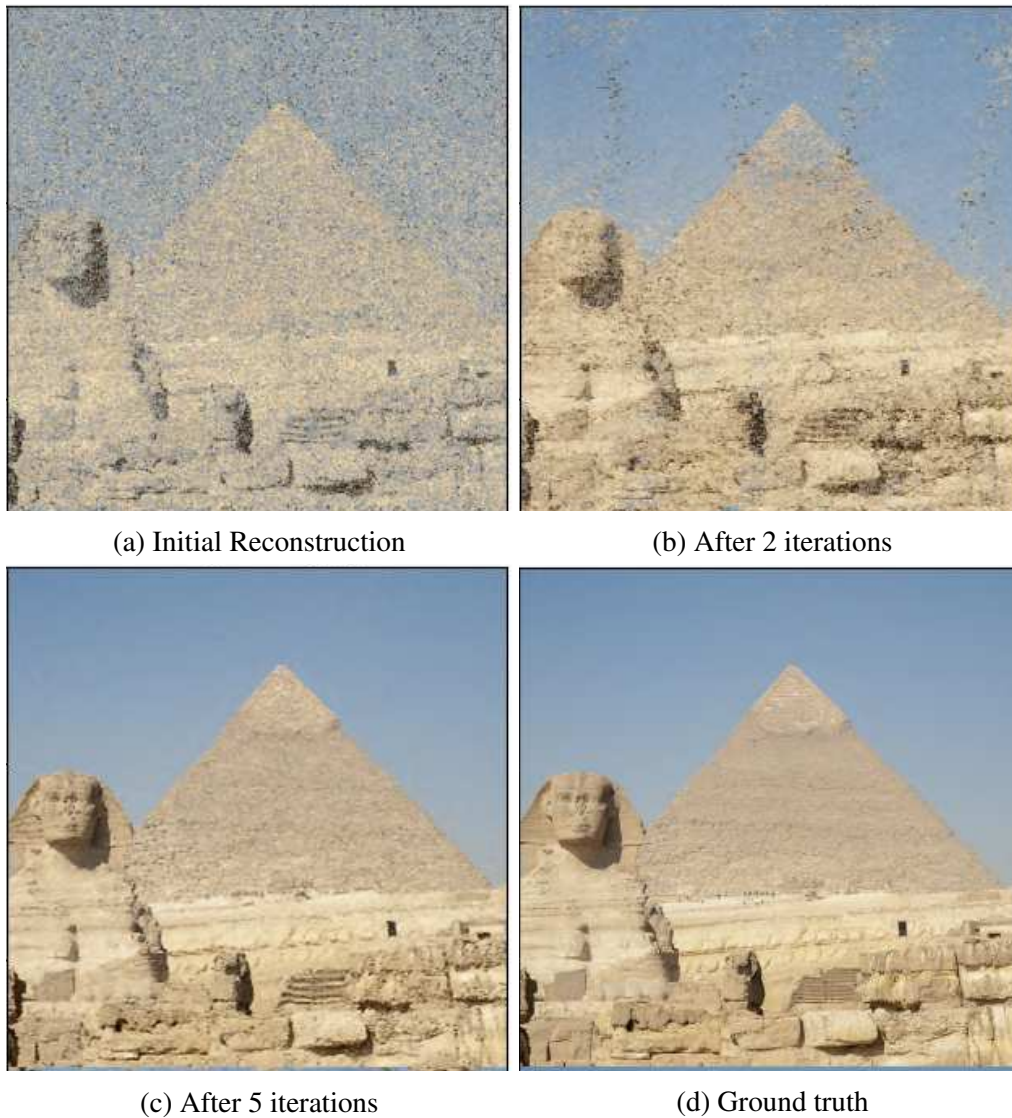 (a) Initial Reconstruction
(b) After 2 iterations
(c) After 5 iterations
(d) Ground truth